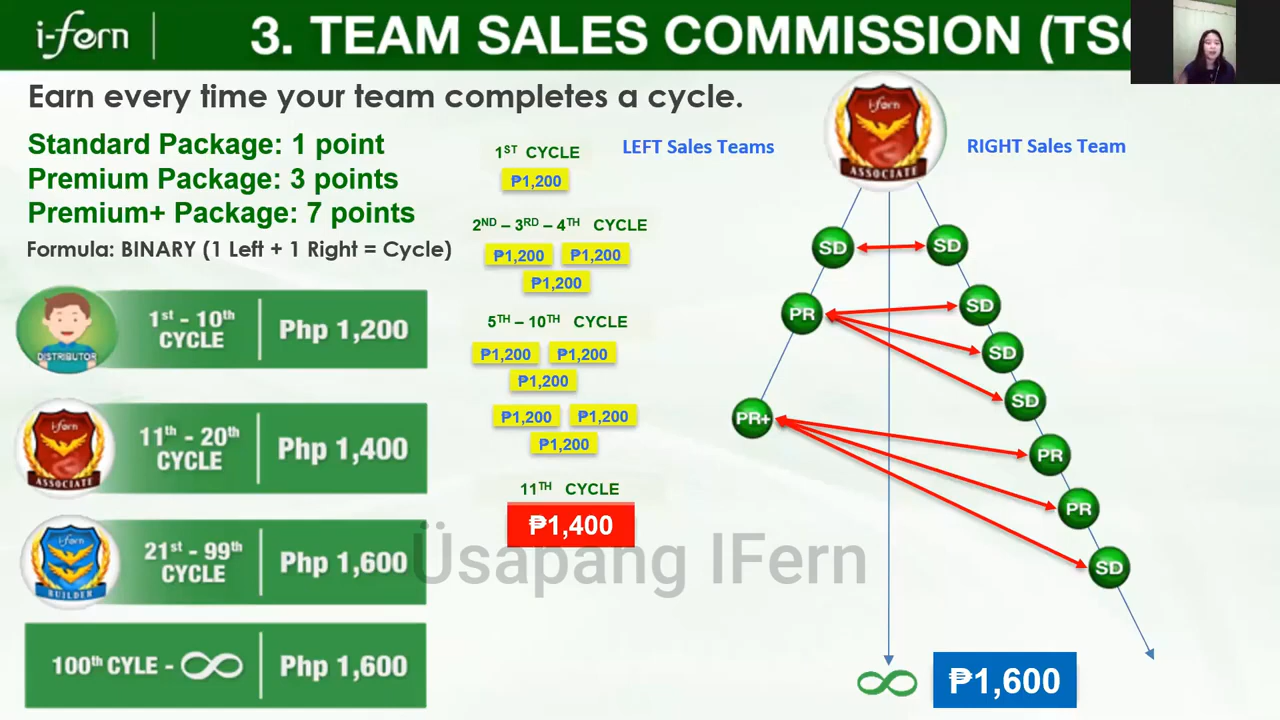 i-fern
3. TEAM SALES COMMISSION (TSC
Earn every time your team completes a cycle.
Standard Package: 1 point
Premium Package: 3 points
Premium+ Package: 7 points
Formula: BINARY (1 Left + 1 Right = Cycle)
DISTRIBUTOR
1st - 10th
CYCLE
Php 1,200
i-fern
ASSOCIATE
11th - 20th
CYCLE
Php 1,400
i-fern
BUILDER
21st - 99th
CYCLE
Php 1,600
100th CYLE - ∞
Php 1,600
1ST CYCLE
₱1,200
2ND – 3RD – 4TH CYCLE
₱1,200 ₱1,200
₱1,200
5TH – 10TH CYCLE
₱1,200 ₱1,200
₱1,200
₱1,200 ₱1,200
₱1,200
11TH CYCLE
₱1,400
LEFT Sales Teams
i-fern
ASSOCIATE
RIGHT Sales Team
SD SD
PR SD
SD
SD
PR+ PR
PR
SD
∞ ₱1,600
Üsapang IFern